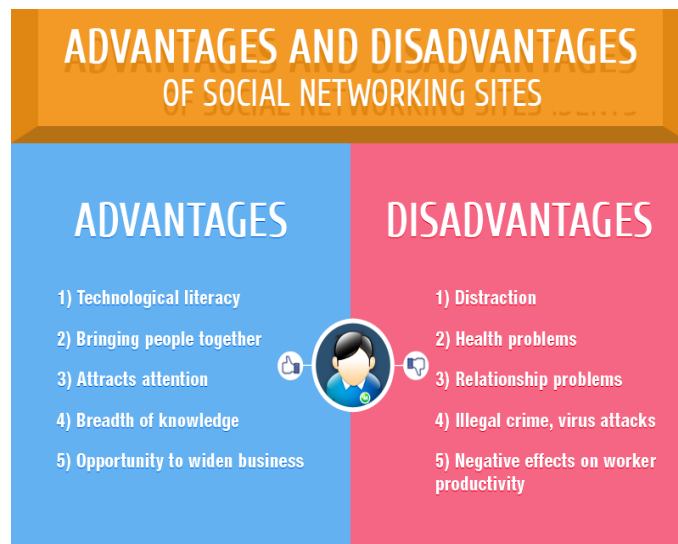 ADVANTAGES AND DISADVANTAGES
OF SOCIAL NETWORKING SITES
ADVANTAGES
1) Technological literacy
2) Bringing people together
3) Attracts attention
4) Breadth of knowledge
5) Opportunity to widen business
DISADVANTAGES
1) Distraction
2) Health problems
3) Relationship problems
4) Illegal crime, virus attacks
5) Negative effects on worker
productivity